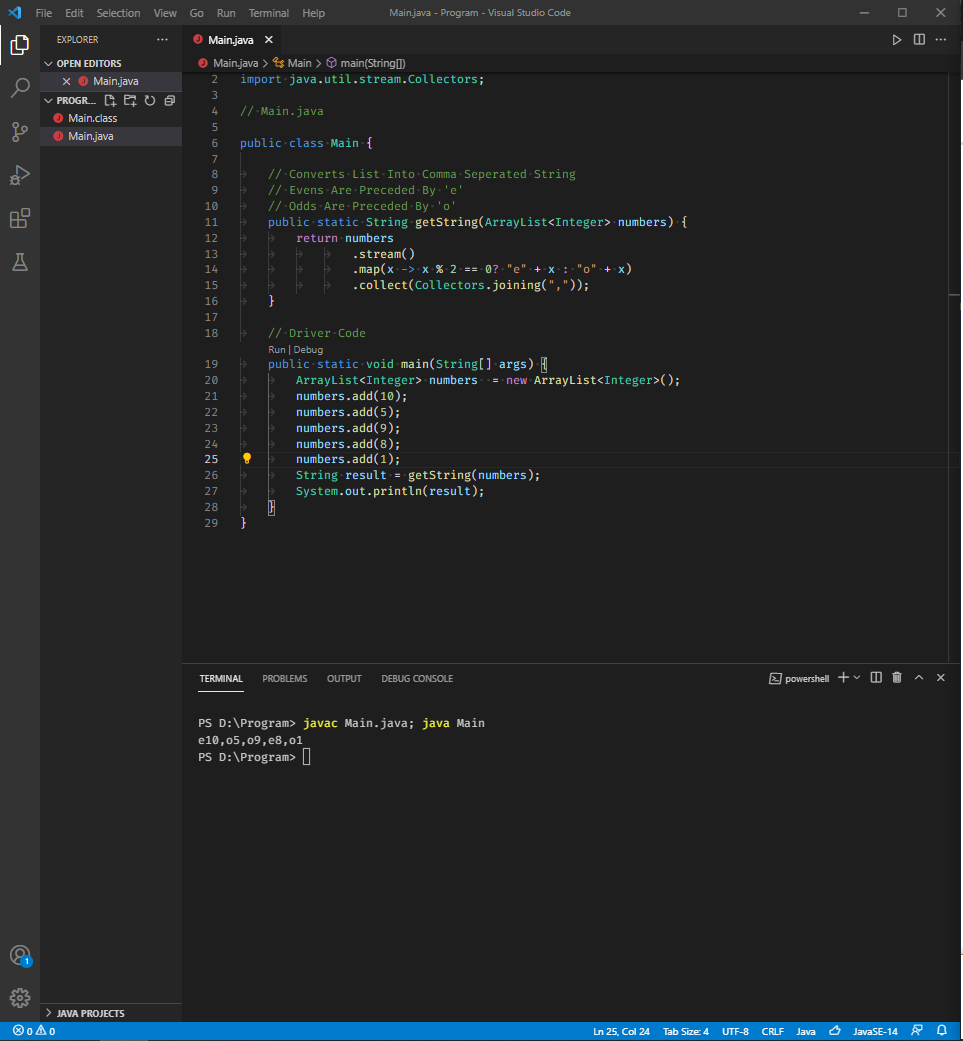 File Edit Selection View Go Run Terminal Help Main.java - Program - Visual Studio Code
EXPLORER
OPEN EDITORS
Main.java
PROGR...
Main.class
Main.java
JAVA PROJECTS
Main.java
Main.java > Main > main(String[])
2 import java.util.stream.Collectors;
3
4 // Main.java
5
6 public class Main {
7
8 // Converts List Into Comma Seperated String
9 // Evens Are Preceded By 'e'
10 // Odds Are Preceded By 'o'
11 public static String getString(ArrayList<Integer> numbers) {
12 return numbers
13 .stream()
14 .map(x -> x % 2 == 0? "e" + x : "o" + x)
15 .collect(Collectors.joining(","));
16 }
17
18 // Driver Code
Run | Debug
19 public static void main(String[] args) {
20 ArrayList<Integer> numbers  = new ArrayList<Integer>();
21 numbers.add(10);
22 numbers.add(5);
23 numbers.add(9);
24 numbers.add(8);
25 numbers.add(1);
26 String result = getString(numbers);
27 System.out.println(result);
28 }
29 }
TERMINAL PROBLEMS OUTPUT DEBUG CONSOLE powershell
PS D:\Program> javac Main.java; java Main
e10,o5,o9,e8,o1
PS D:\Program>
1
0 0 Ln 25, Col 24 Tab Size: 4 UTF-8 CRLF Java JavaSE-14